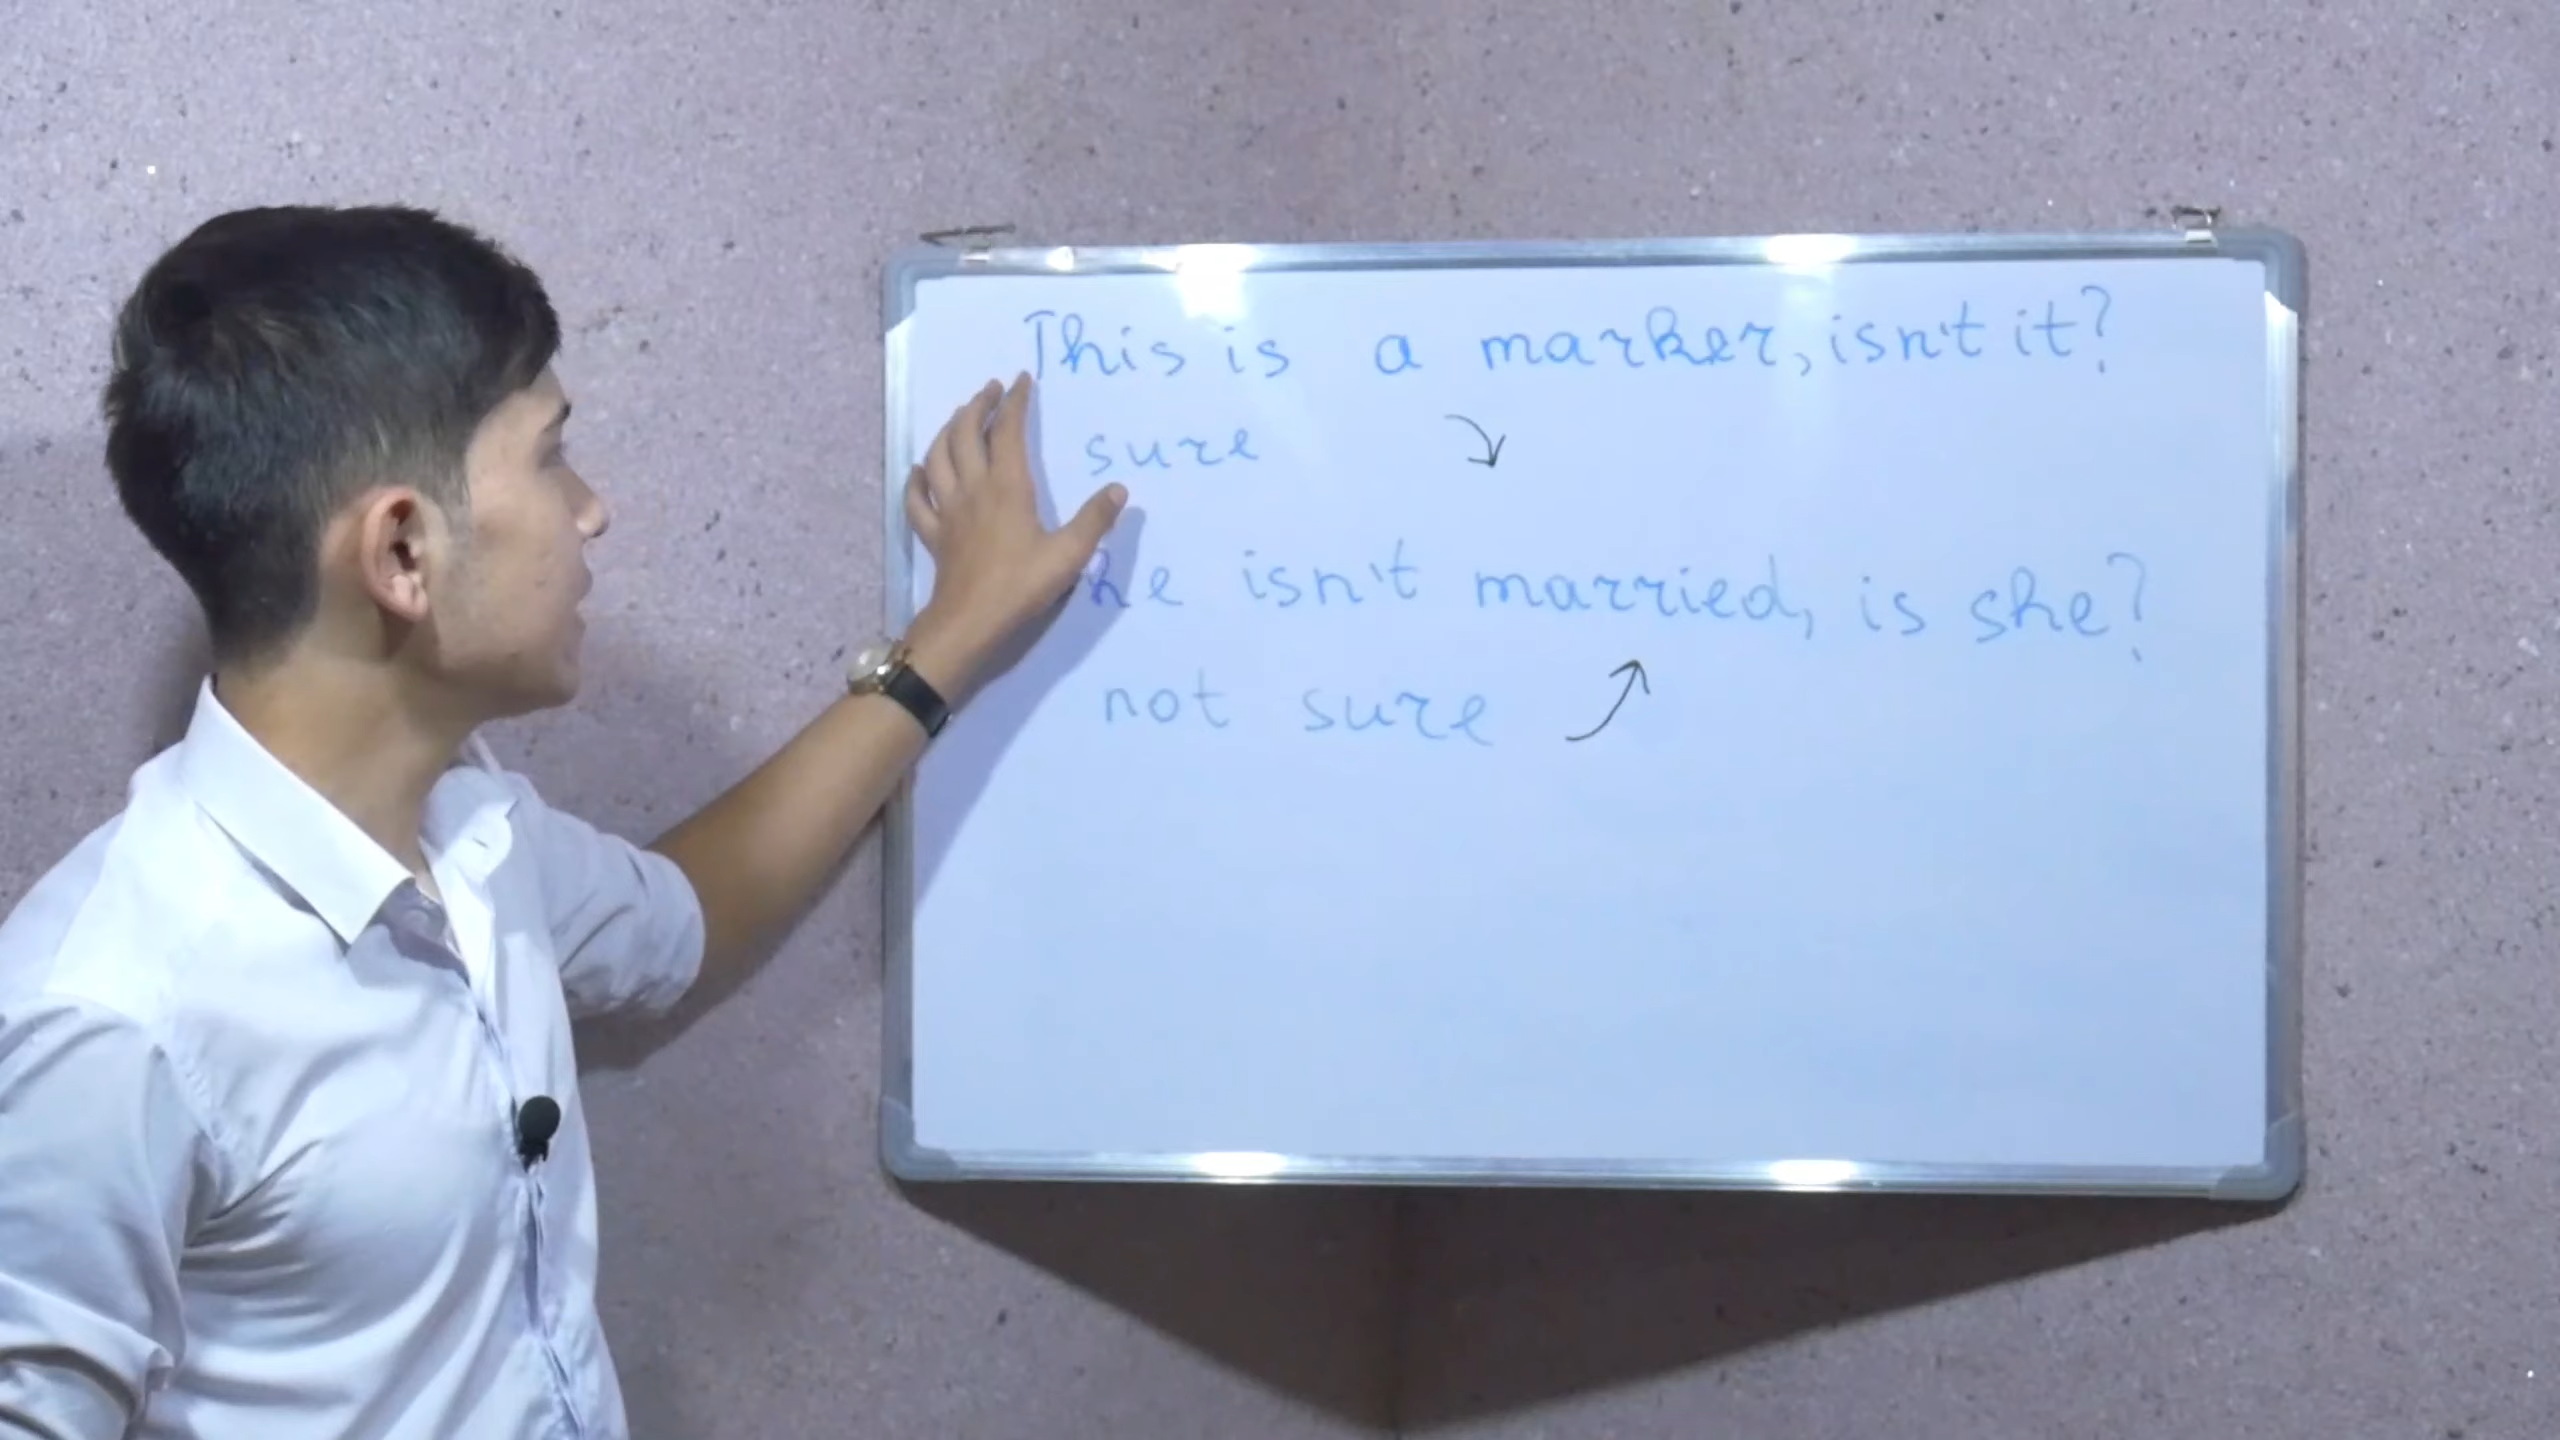 This is a marker, isn't it?
sure
he isn't married, is she?
not sure